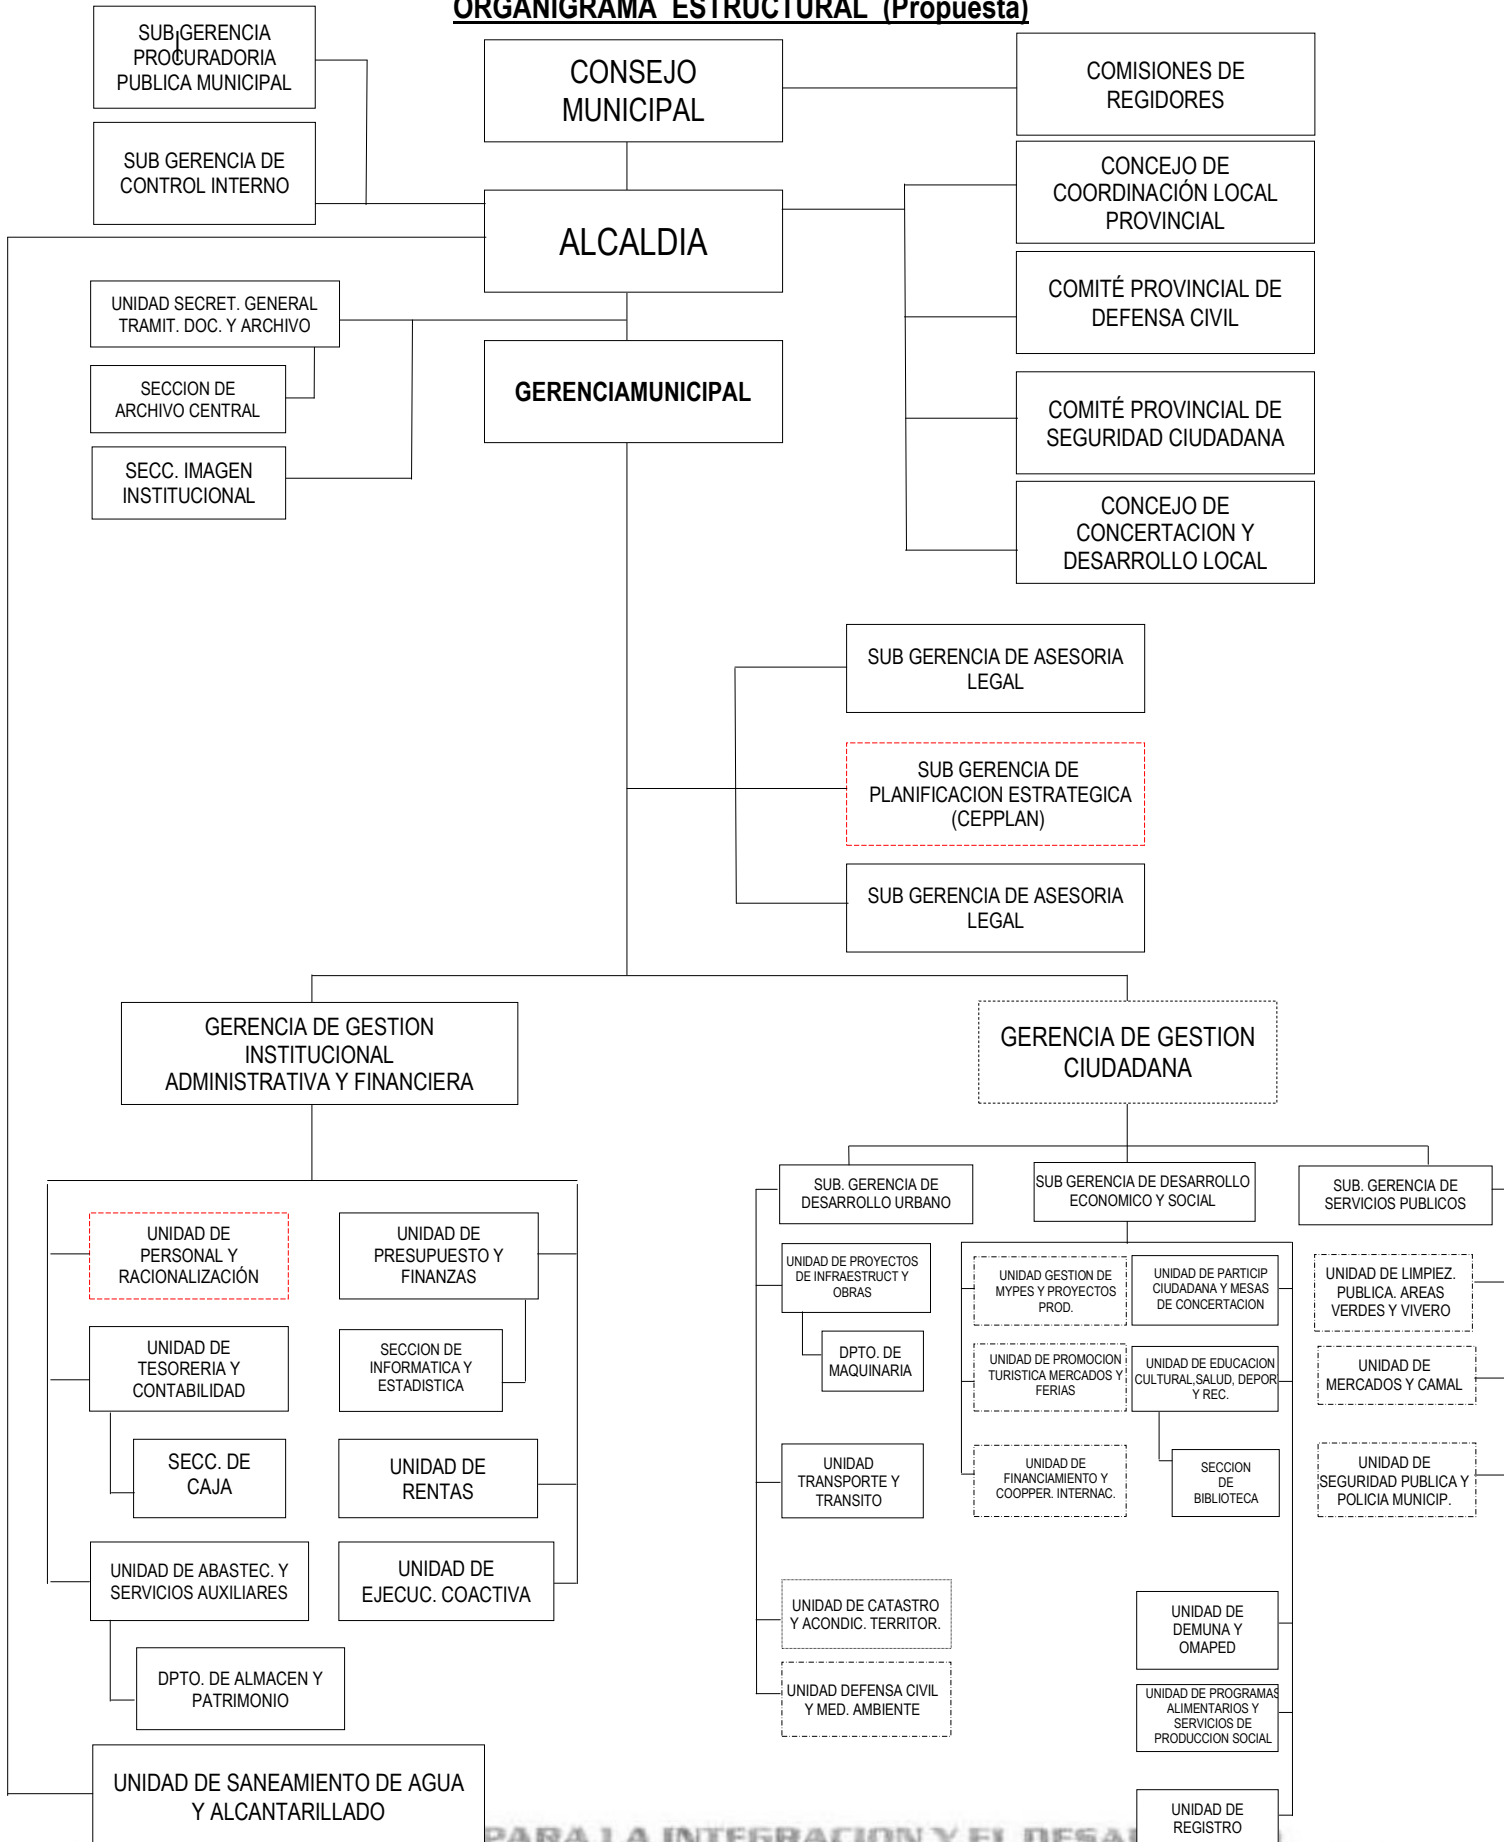 ORGANIGRAMA ESTRUCTURAL (Propuesta)
SUB GERENCIA
PROCURADORIA
PUBLICA MUNICIPAL
CONSEJO
MUNICIPAL
COMISIONES DE
REGIDORES
SUB GERENCIA DE
CONTROL INTERNO
CONCEJO DE
COORDINACIÓN LOCAL
PROVINCIAL
ALCALDIA
COMITÉ PROVINCIAL DE
DEFENSA CIVIL
UNIDAD SECRET. GENERAL
TRAMIT. DOC. Y ARCHIVO
SECCION DE
ARCHIVO CENTRAL
GERENCIAMUNICIPAL
COMITÉ PROVINCIAL DE
SEGURIDAD CIUDADANA
SECC. IMAGEN
INSTITUCIONAL
CONCEJO DE
CONCERTACION Y
DESARROLLO LOCAL
SUB GERENCIA DE ASESORIA
LEGAL
SUB GERENCIA DE
PLANIFICACION ESTRATEGICA
(CEPPLAN)
SUB GERENCIA DE ASESORIA
LEGAL
GERENCIA DE GESTION
INSTITUCIONAL
ADMINISTRATIVA Y FINANCIERA
GERENCIA DE GESTION
CIUDADANA
UNIDAD DE
PERSONAL Y
RACIONALIZACIÓN
UNIDAD DE
PRESUPUESTO Y
FINANZAS
UNIDAD DE
TESORERIA Y
CONTABILIDAD
SECCION DE
INFORMATICA Y
ESTADISTICA
SECC. DE
CAJA
UNIDAD DE
RENTAS
UNIDAD DE ABASTEC. Y
SERVICIOS AUXILIARES
UNIDAD DE
EJECUC. COACTIVA
DPTO. DE ALMACEN Y
PATRIMONIO
UNIDAD DE SANEAMIENTO DE AGUA
Y ALCANTARILLADO
SUB. GERENCIA DE
DESARROLLO URBANO
UNIDAD DE PROYECTOS
DE INFRAESTRUCT Y
OBRAS
DPTO. DE
MAQUINARIA
UNIDAD
TRANSPORTE Y
TRANSITO
UNIDAD DE CATASTRO
Y ACONDIC. TERRITOR.
UNIDAD DEFENSA CIVIL
Y MED. AMBIENTE
SUB GERENCIA DE DESARROLLO
ECONOMICO Y SOCIAL
UNIDAD GESTION DE
MYPES Y PROYECTOS
PROD.
UNIDAD DE PARTICIP
CIUDADANA Y MESAS
DE CONCERTACION
UNIDAD DE PROMOCION
TURISTICA MERCADOS Y
FERIAS
UNIDAD DE EDUCACION
CULTURAL,SALUD, DEPOR
Y REC.
UNIDAD DE
FINANCIAMIENTO Y
COOPPER. INTERNAC.
SECCION
DE
BIBLIOTECA
UNIDAD DE
DEMUNA Y
OMAPED
UNIDAD DE PROGRAMAS
ALIMENTARIOS Y
SERVICIOS DE
PRODUCCION SOCIAL
UNIDAD DE
REGISTRO
SUB. GERENCIA DE
SERVICIOS PUBLICOS
UNIDAD DE LIMPIEZ.
PUBLICA. AREAS
VERDES Y VIVERO
UNIDAD DE
MERCADOS Y CAMAL
UNIDAD DE
SEGURIDAD PUBLICA Y
POLICIA MUNICIP.
PARA LA INTEGRACION Y EL